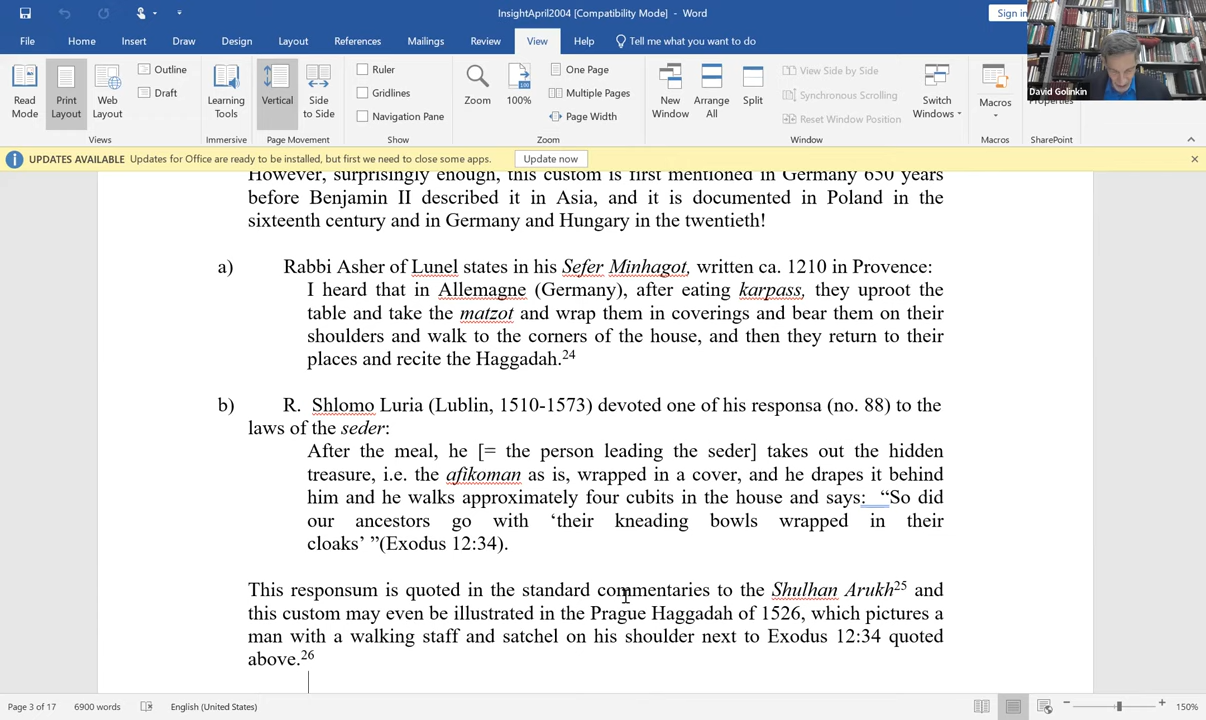 InsightApril2004 [Compatibility Mode] - Word
Sign in
File Home Insert Draw Design Layout References Mailings Review View Help Tell me what you want to do
Read Mode
Print Layout
Web Layout
Outline
Draft
Views
Learning Tools
Immersive
Vertical
Side to Side
Page Movement
Ruler
Gridlines
Navigation Pane
Show
Zoom
100%
One Page
Multiple Pages
Page Width
Zoom
New Window
Arrange All
Split
View Side by Side
Synchronous Scrolling
Reset Window Position
Window
Switch Windows
Macros
Macros
Properties
SharePoint
David Golinkin
UPDATES AVAILABLE Updates for Office are ready to be installed, but first we need to close some apps. Update now
However, surprisingly enough, this custom is first mentioned in Germany 650 years
before Benjamin II described it in Asia, and it is documented in Poland in the
sixteenth century and in Germany and Hungary in the twentieth!
a) Rabbi Asher of Lunel states in his Sefer Minhagot, written ca. 1210 in Provence:
I heard that in Allemagne (Germany), after eating karpass, they uproot the
table and take the matzot and wrap them in coverings and bear them on their
shoulders and walk to the corners of the house, and then they return to their
places and recite the Haggadah.24
b) R. Shlomo Luria (Lublin, 1510-1573) devoted one of his responsa (no. 88) to the
laws of the seder:
After the meal, he [= the person leading the seder] takes out the hidden
treasure, i.e. the afikoman as is, wrapped in a cover, and he drapes it behind
him and he walks approximately four cubits in the house and says: “So did
our ancestors go with ‘their kneading bowls wrapped in their
cloaks’ ”(Exodus 12:34).
This responsum is quoted in the standard commentaries to the Shulhan Arukh25 and
this custom may even be illustrated in the Prague Haggadah of 1526, which pictures a
man with a walking staff and satchel on his shoulder next to Exodus 12:34 quoted
above.26
Page 3 of 17 6900 words English (United States) 150%